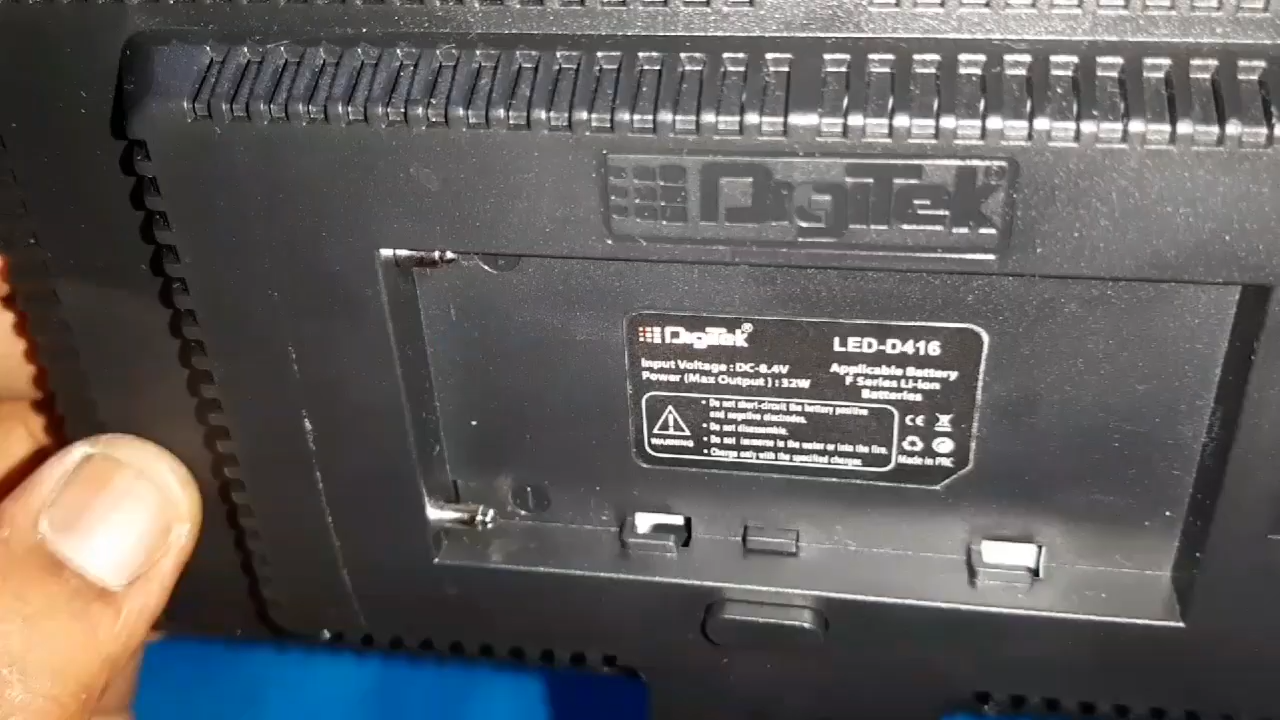 DigiTek®
DigiTek®
LED-D416
Input Voltage : DC-8.4V
Power (Max Output ) : 32W
Applicable Battery
F Series Li-ion
Batteries
WARNING
• Do not short-circuit the battery positive
and negative electrodes.
• Do not disassemble.
• Do not immerse in the water or into the fire.
• Charge only with the specified charger.
CE
Made in PRC